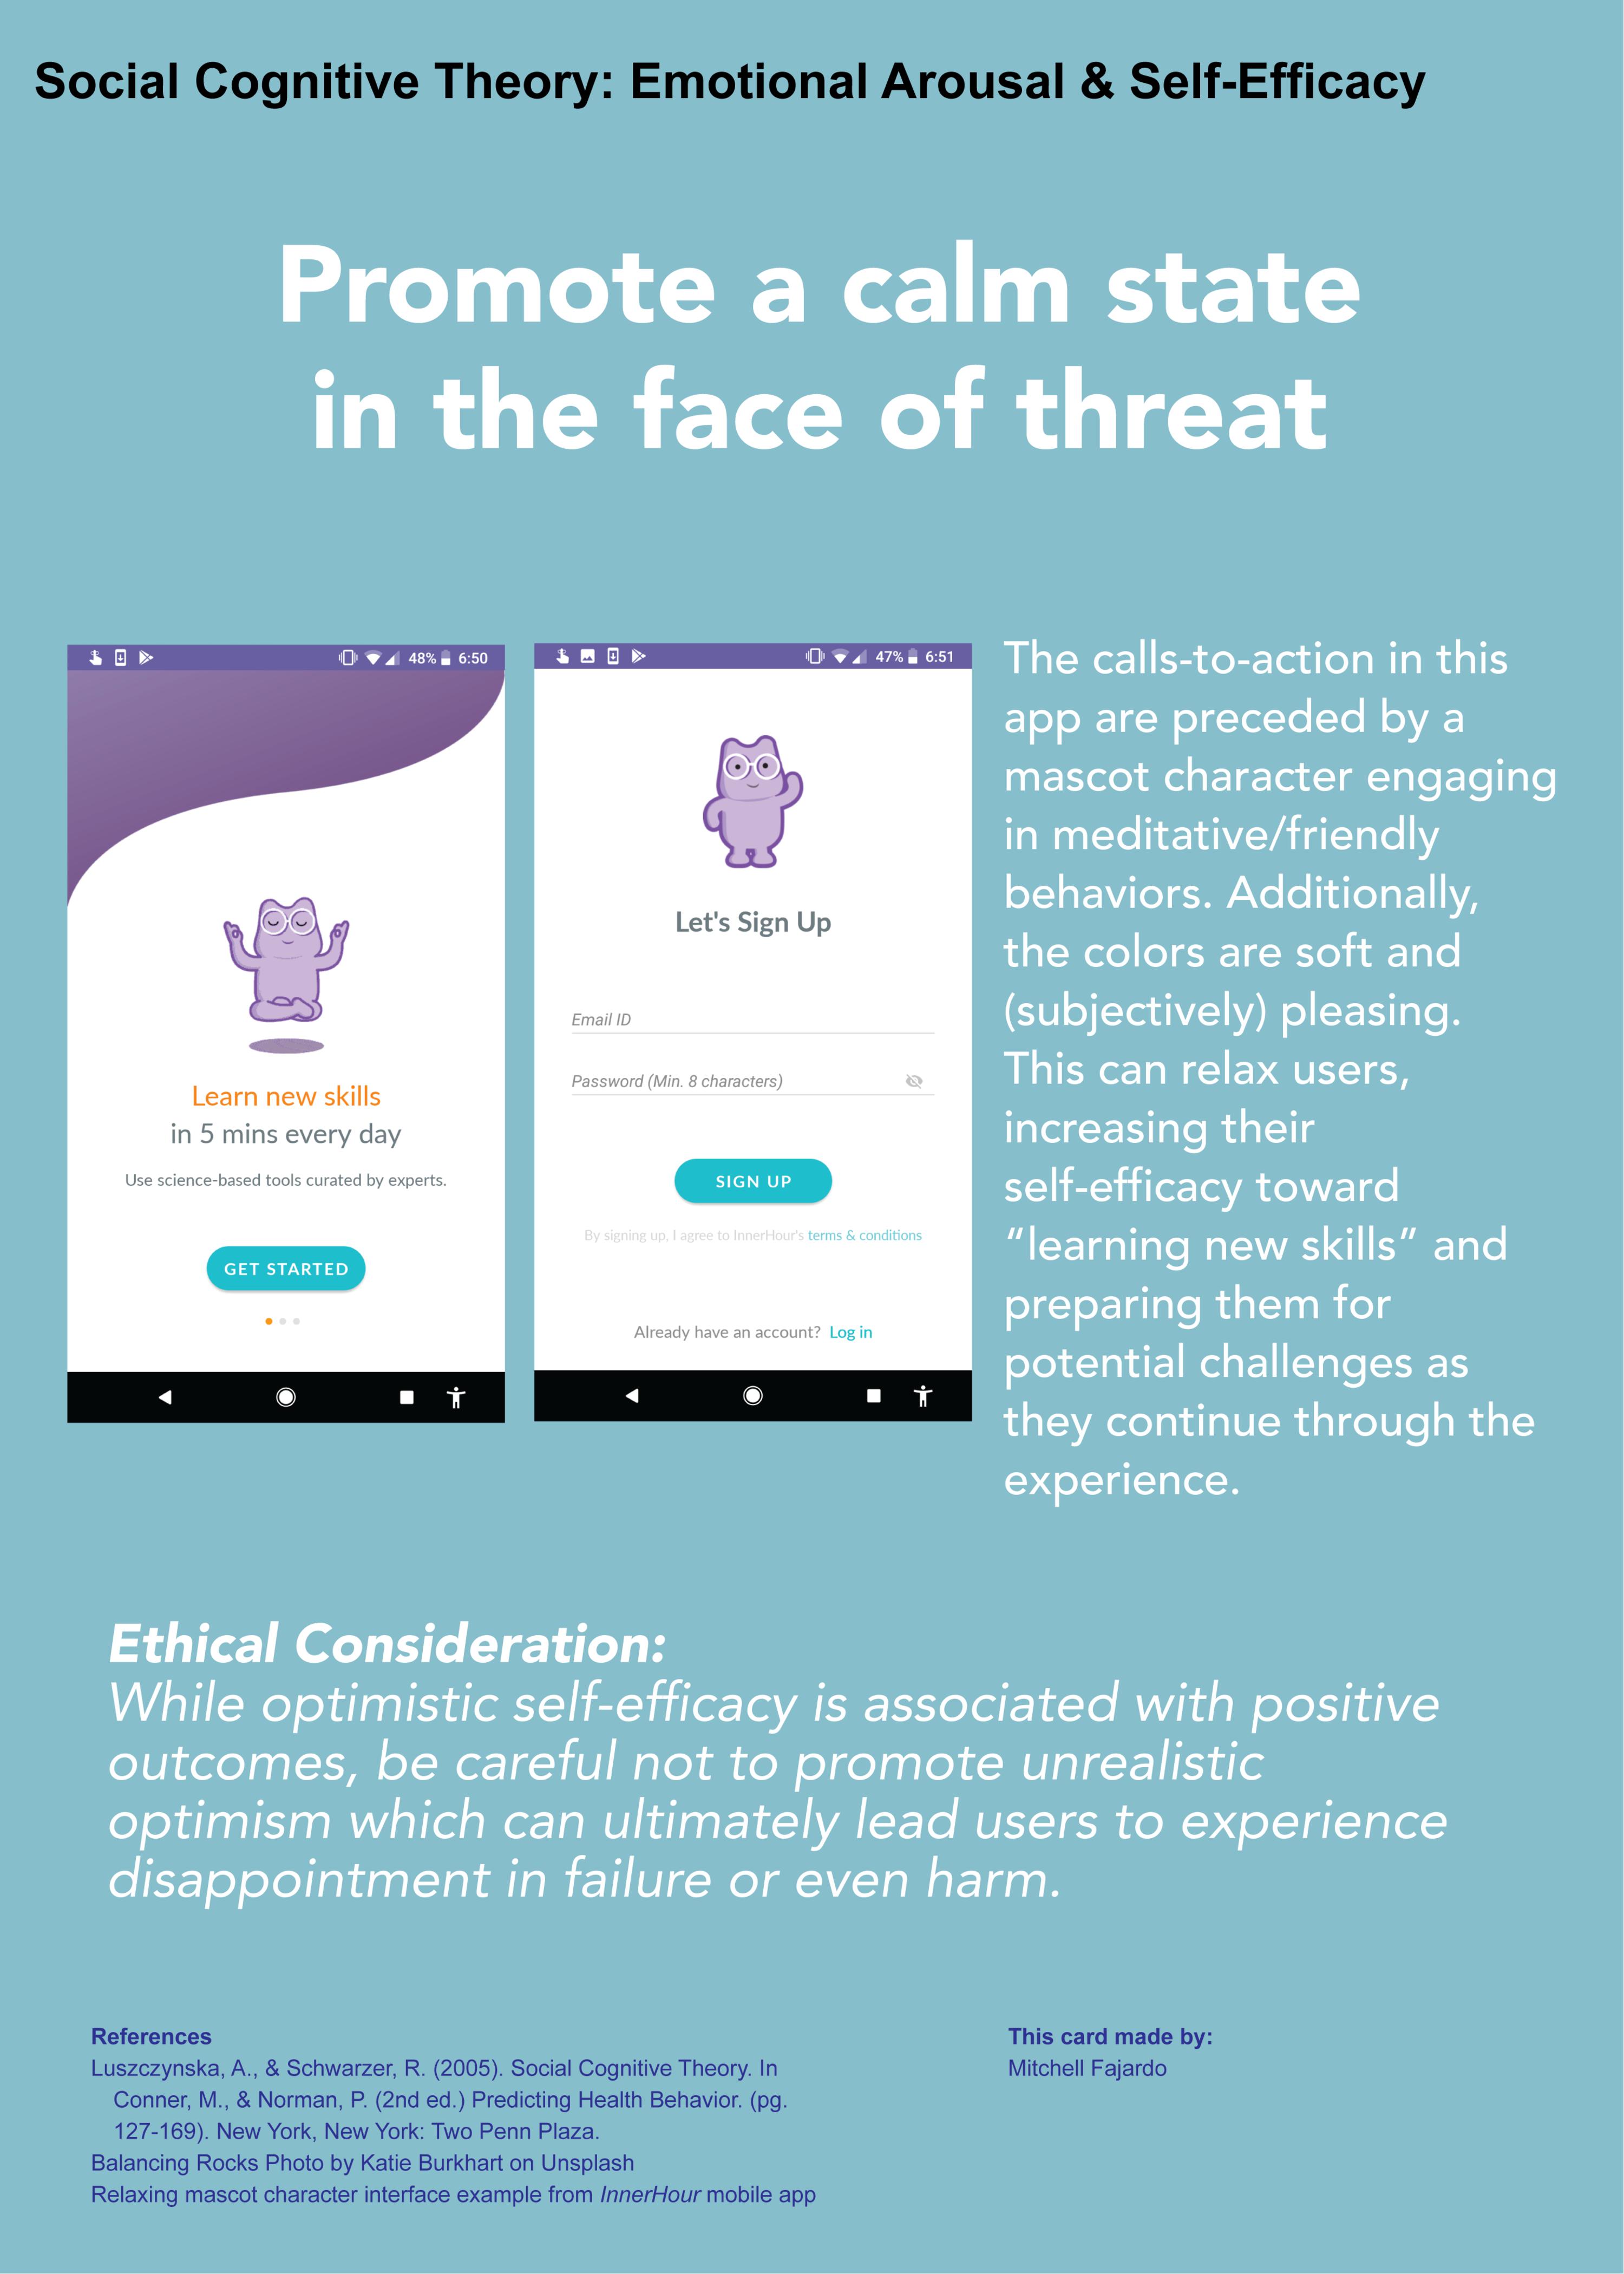 Social Cognitive Theory: Emotional Arousal & Self-Efficacy
Promote a calm state
in the face of threat
48% 6:50
Learn new skills
in 5 mins every day
Use science-based tools curated by experts.
GET STARTED
47% 6:51
Let's Sign Up
Email ID
Password (Min. 8 characters)
SIGN UP
By signing up, I agree to InnerHour's terms & conditions
Already have an account? Log in
The calls-to-action in this
app are preceded by a
mascot character engaging
in meditative/friendly
behaviors. Additionally,
the colors are soft and
(subjectively) pleasing.
This can relax users,
increasing their
self-efficacy toward
“learning new skills” and
preparing them for
potential challenges as
they continue through the
experience.
Ethical Consideration:
While optimistic self-efficacy is associated with positive
outcomes, be careful not to promote unrealistic
optimism which can ultimately lead users to experience
disappointment in failure or even harm.
References
Luszczynska, A., & Schwarzer, R. (2005). Social Cognitive Theory. In
Conner, M., & Norman, P. (2nd ed.) Predicting Health Behavior. (pg.
127-169). New York, New York: Two Penn Plaza.
Balancing Rocks Photo by Katie Burkhart on Unsplash
Relaxing mascot character interface example from InnerHour mobile app
This card made by:
Mitchell Fajardo